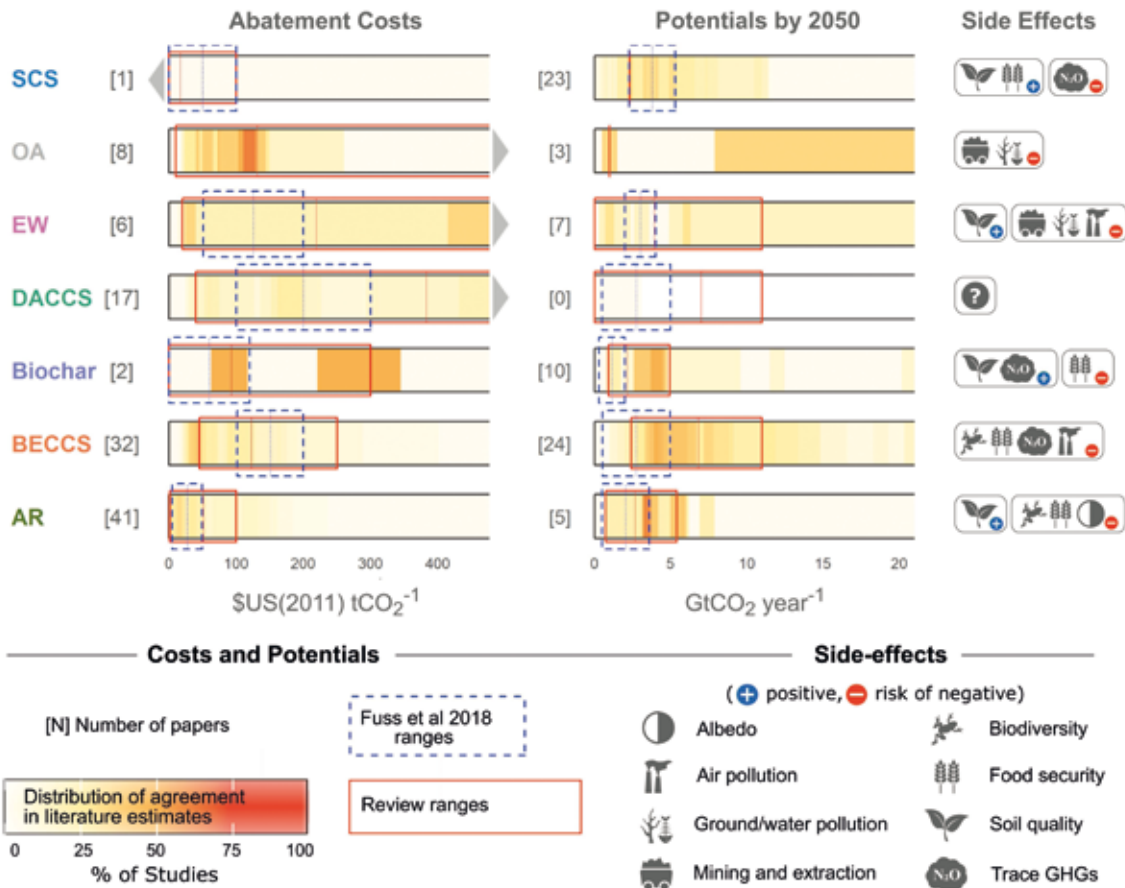 Abatement Costs Potentials by 2050 Side Effects
SCS [1] [23] N₂O
OA [8] [3]
EW [6] [7]
DACCS [17] [0] ?
Biochar [2] [10] N₂O
BECCS [32] [24] N₂O
AR [41] [5]
0 100 200 300 400 0 5 10 15 20
$US(2011) tCO₂⁻¹ GtCO₂ year⁻¹
Costs and Potentials Side-effects
(+ positive, − risk of negative)
[N] Number of papers
Fuss et al 2018
ranges
Distribution of agreement
in literature estimates
0 25 50 75 100
% of Studies
Review ranges
Albedo Biodiversity
Air pollution Food security
Ground/water pollution Soil quality
Mining and extraction N₂O Trace GHGs